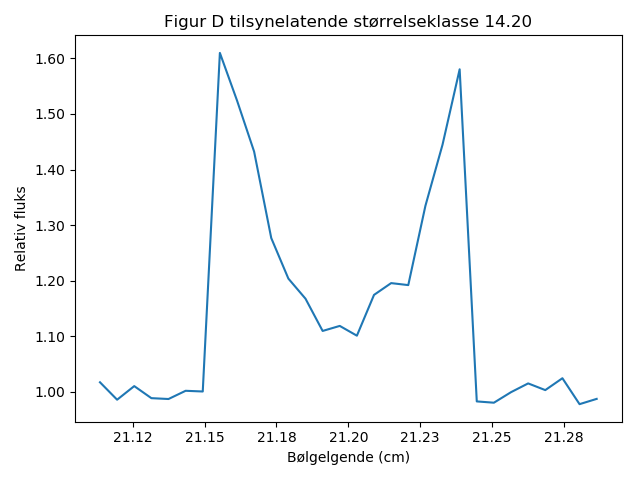 Figur D tilsynelatende størrelseklasse 14.20
Relativ fluks
1.60
1.50
1.40
1.30
1.20
1.10
1.00
21.12 21.15 21.18 21.20 21.23 21.25 21.28
Bølgelgende (cm)